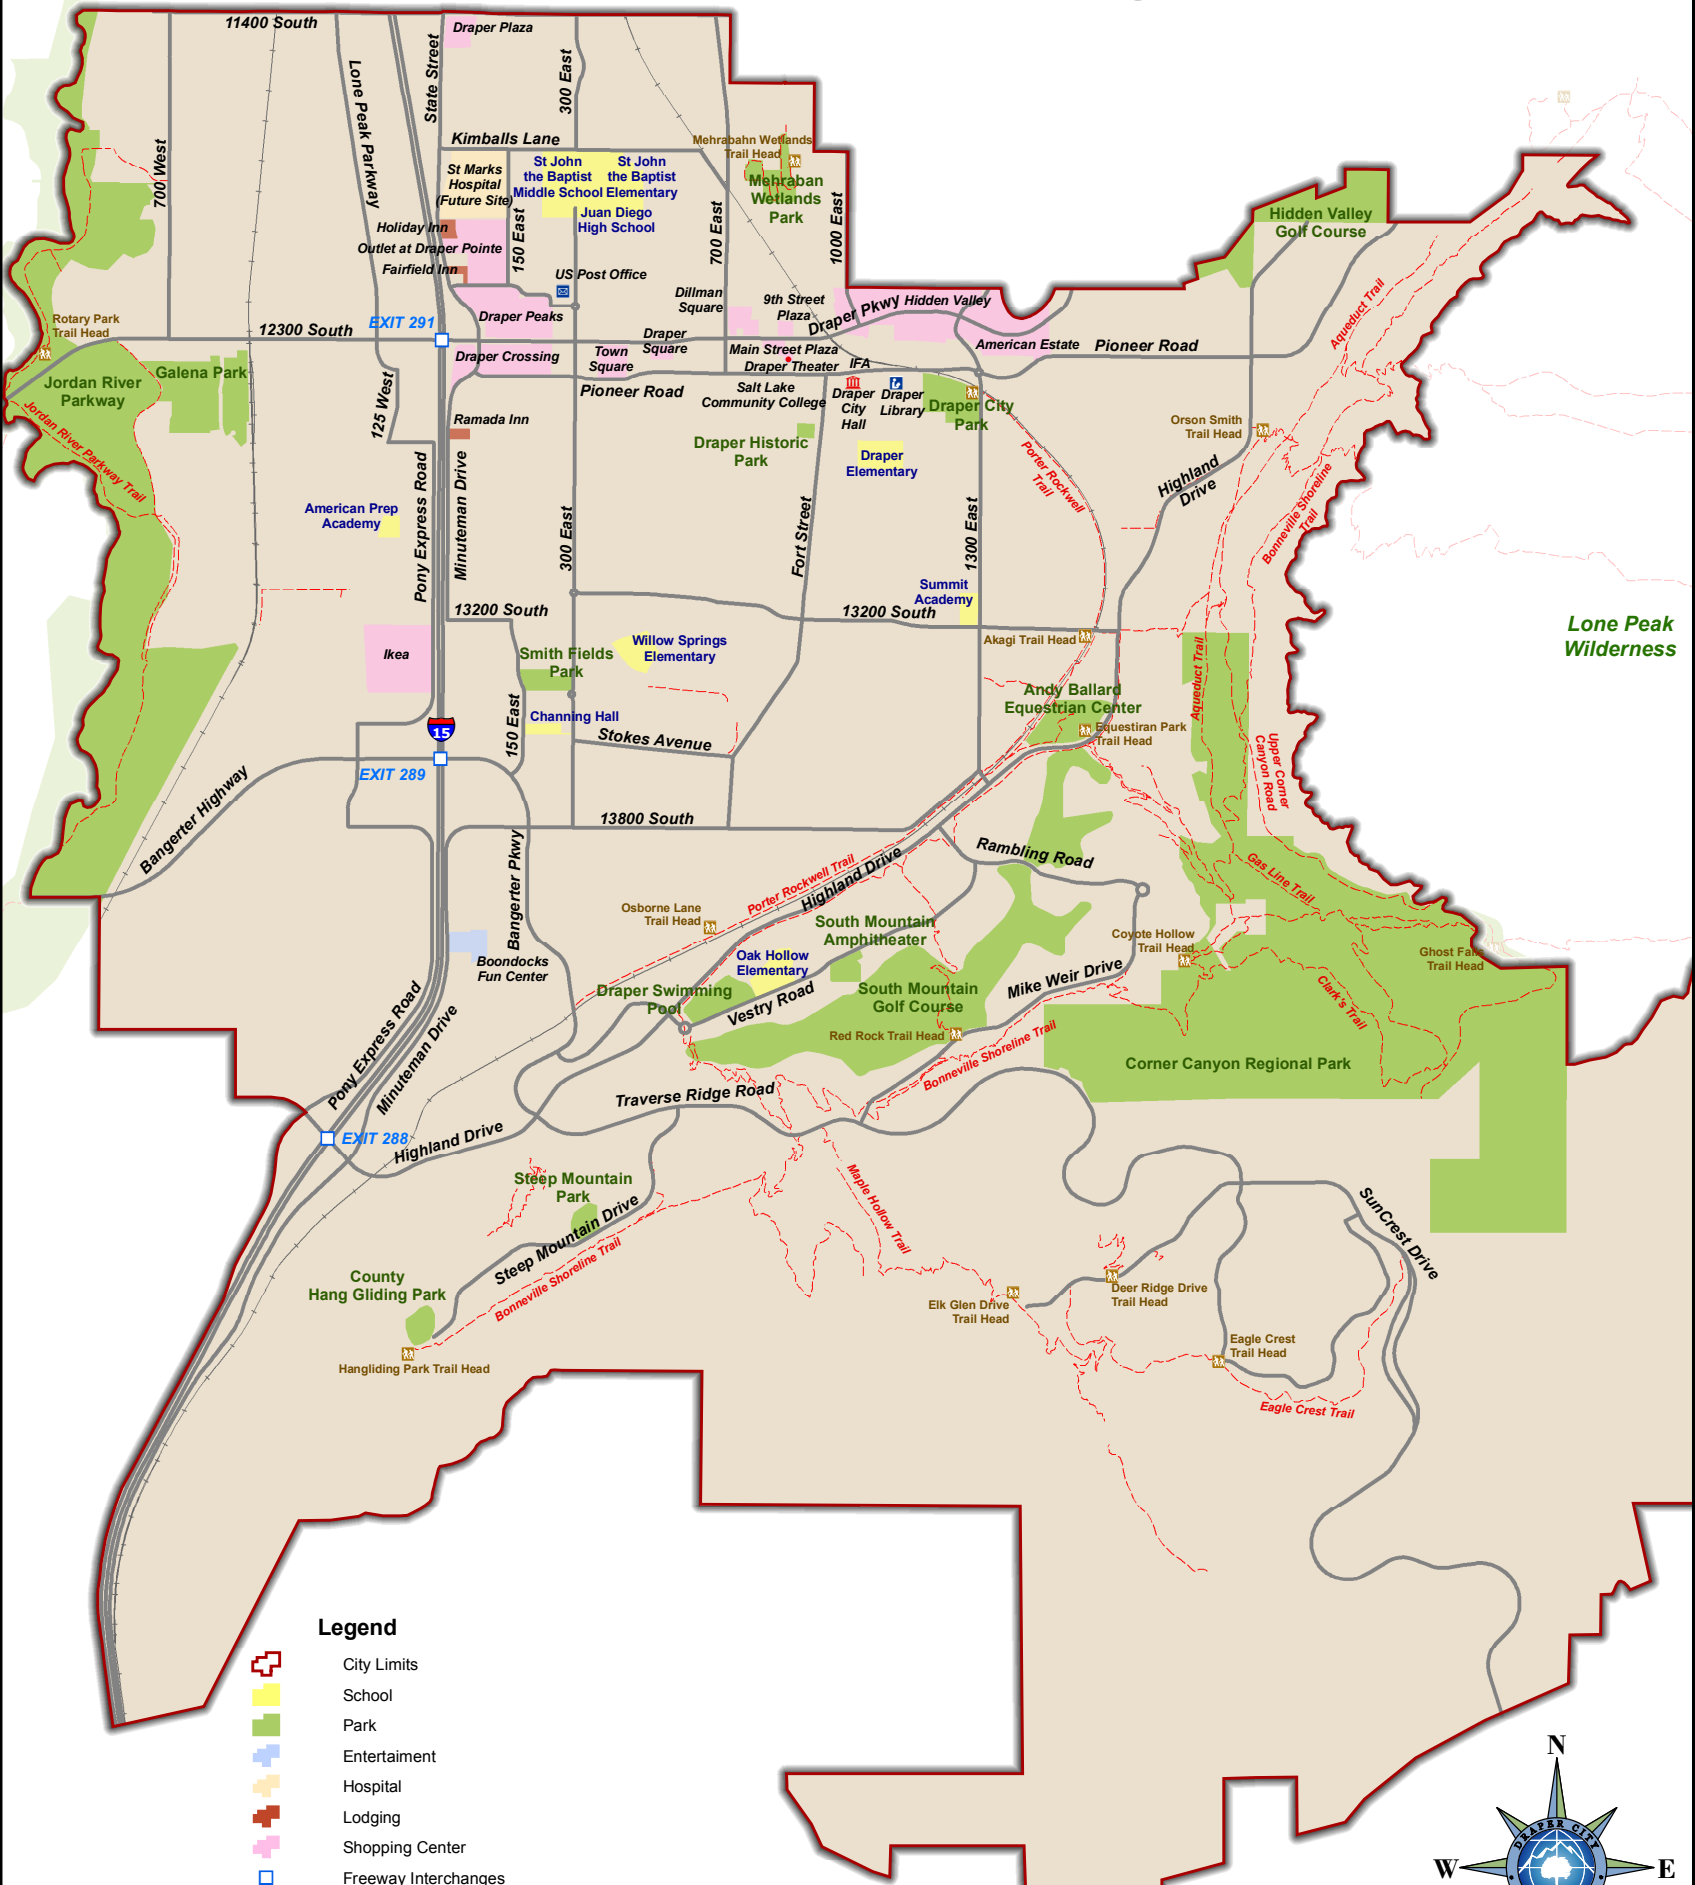 11400 South
Draper Plaza
State Street
300 East
Lone Peak Parkway
700 West
Kimballs Lane
Mehrabahn Wetlands
Trail Head
St Marks
Hospital
(Future Site)
St John
the Baptist
Middle School
St John
the Baptist
Elementary
Mehraban
Wetlands
Park
Juan Diego
High School
Hidden Valley
Golf Course
Holiday Inn
Outlet at Draper Pointe
Fairfield Inn
150 East
700 East
1000 East
US Post Office
Dillman
Square
9th Street
Plaza
Draper Pkwy
Hidden Valley
Aqueduct Trail
Rotary Park
Trail Head
12300 South
EXIT 291
Draper Peaks
Draper
Square
American Estate
Pioneer Road
Draper Crossing
Town
Square
Main Street Plaza
Draper Theater
IFA
Galena Park
Jordan River
Parkway
Pioneer Road
Salt Lake
Community College
Draper
City
Hall
Draper
Library
Draper City
Park
125 West
Ramada Inn
Jordan River Parkway Trail
Orson Smith
Trail Head
Draper Historic
Park
Draper
Elementary
Porter Rockwell
Trail
Highland
Drive
Bonneville Shoreline
Trail
American Prep
Academy
Pony Express Road
Minuteman Drive
300 East
Fort Street
1300 East
Summit
Academy
13200 South
13200 South
Lone Peak
Wilderness
Akagi Trail Head
Ikea
Smith Fields
Park
Willow Springs
Elementary
Aqueduct Trail
Andy Ballard
Equestrian Center
Equestiran Park
Trail Head
Channing Hall
150 East
Stokes Avenue
15
EXIT 289
Upper Corner
Canyon Road
Bangerter Highway
13800 South
Bangerter Pkwy
Rambling Road
Porter Rockwell Trail
Highland Drive
Gas Line Trail
Osborne Lane
Trail Head
South Mountain
Amphitheater
Coyote Hollow
Trail Head
Ghost Falls
Trail Head
Boondocks
Fun Center
Oak Hollow
Elementary
Mike Weir Drive
Draper Swimming
Pool
Vestry Road
South Mountain
Golf Course
Clark's Trail
Red Rock Trail Head
Pony Express Road
Minuteman Drive
Bonneville Shoreline Trail
Corner Canyon Regional Park
Traverse Ridge Road
EXIT 288
Highland Drive
Steep Mountain
Park
Maple Hollow Trail
SunCrest Drive
Steep Mountain Drive
Bonneville Shoreline Trail
County
Hang Gliding Park
Elk Glen Drive
Trail Head
Deer Ridge Drive
Trail Head
Eagle Crest
Trail Head
Hangliding Park Trail Head
Eagle Crest Trail
Legend
City Limits
School
Park
Entertaiment
Hospital
Lodging
Shopping Center
Freeway Interchanges
N
DRAPER CITY
W
E